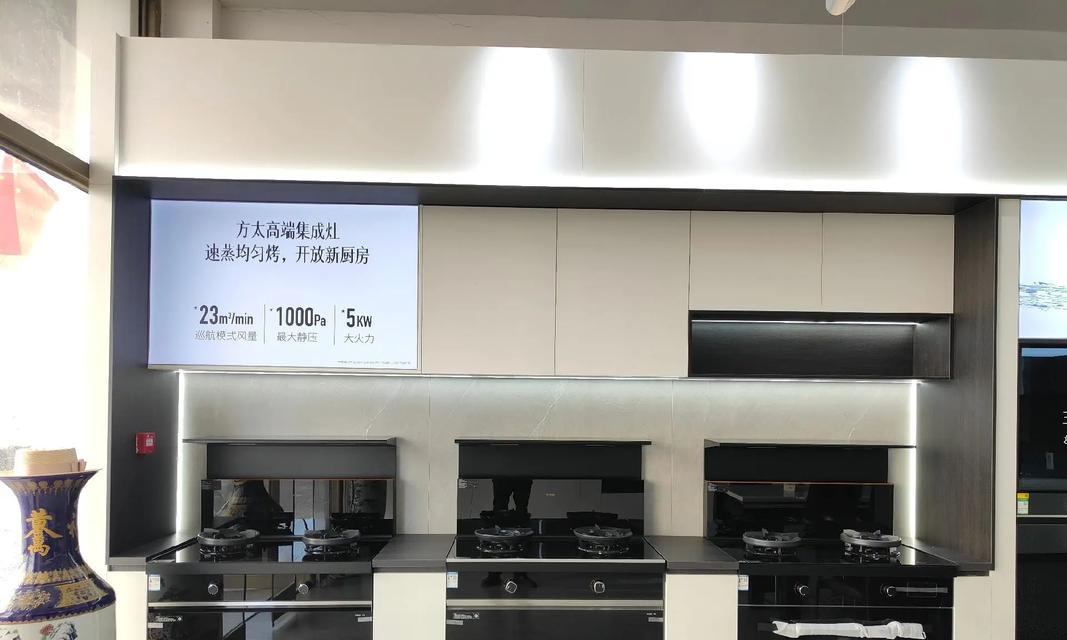 方太高端集成灶
速蒸均匀烤，开放新厨房
*23m³/min *1000Pa *5KW
巡航模式风量 最大静压 大火力